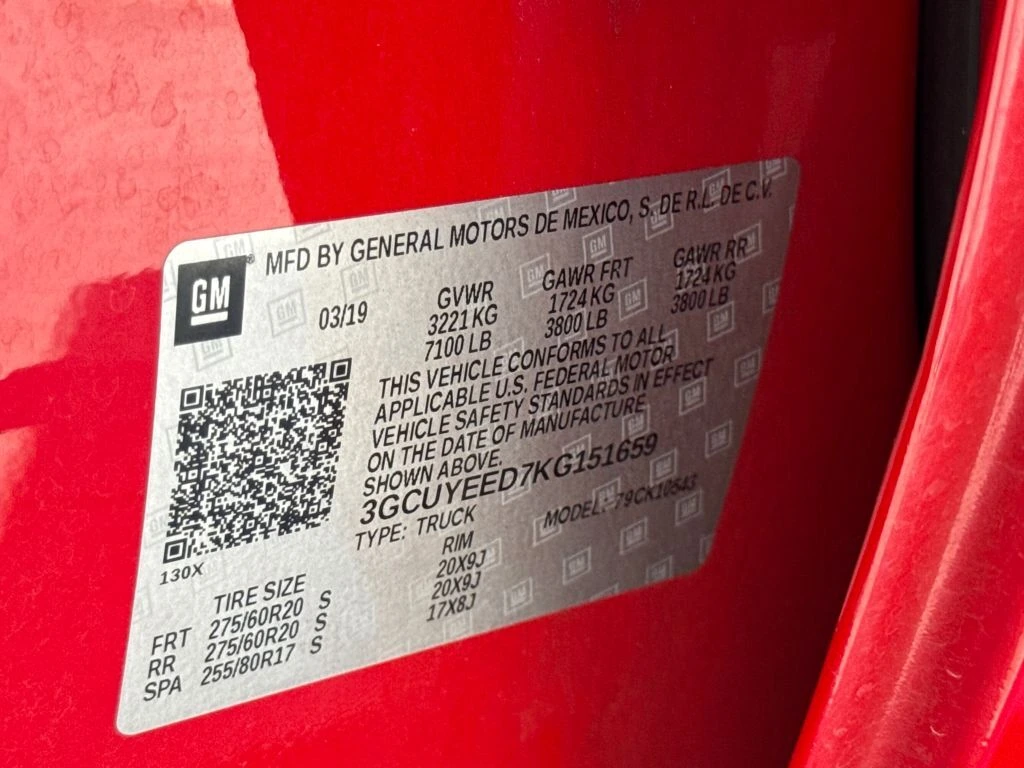 GM
MFD BY GENERAL MOTORS DE MEXICO, S. DE R.L. DE C.V.
03/19 GVWR GAWR FRT GAWR RR
3221 KG 1724 KG 1724 KG
7100 LB 3800 LB 3800 LB
THIS VEHICLE CONFORMS TO ALL
APPLICABLE U.S. FEDERAL MOTOR
VEHICLE SAFETY STANDARDS IN EFFECT
ON THE DATE OF MANUFACTURE
SHOWN ABOVE.
3GCUYEED7KG151659
TYPE: TRUCK MODEL: 79CK10543
130X
TIRE SIZE RIM
FRT 275/60R20 S 20X9J
RR 275/60R20 S 20X9J
SPA 255/80R17 S 17X8J